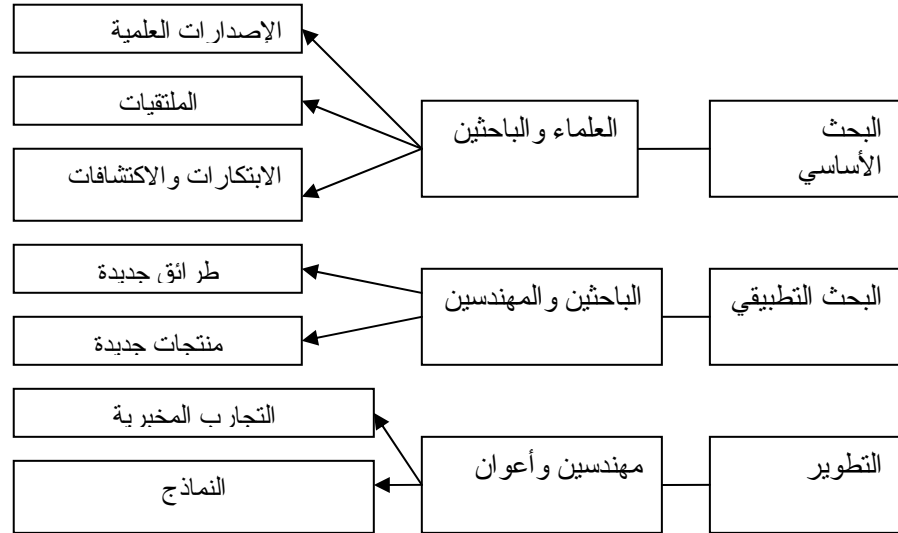 البحث
الأساسي
العلماء والباحثين
الإصدارات العلمية
الملتقيات
الابتكارات والاكتشافات
البحث التطبيقي
الباحثين والمهندسين
طرائق جديدة
منتجات جديدة
التطوير
مهندسين وأعوان
التجارب المخبرية
النماذج